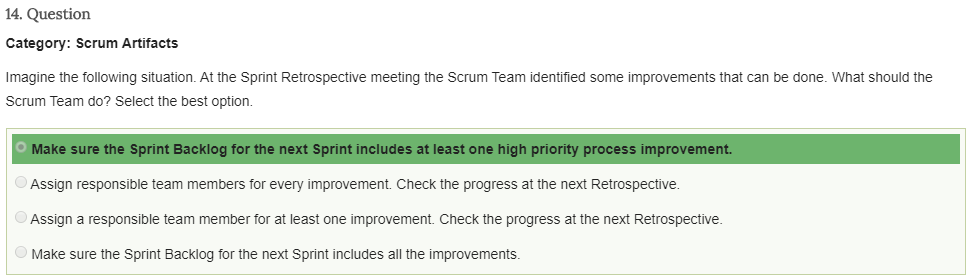 14. Question
Category: Scrum Artifacts
Imagine the following situation. At the Sprint Retrospective meeting the Scrum Team identified some improvements that can be done. What should the
Scrum Team do? Select the best option.
Make sure the Sprint Backlog for the next Sprint includes at least one high priority process improvement.
Assign responsible team members for every improvement. Check the progress at the next Retrospective.
Assign a responsible team member for at least one improvement. Check the progress at the next Retrospective.
Make sure the Sprint Backlog for the next Sprint includes all the improvements.